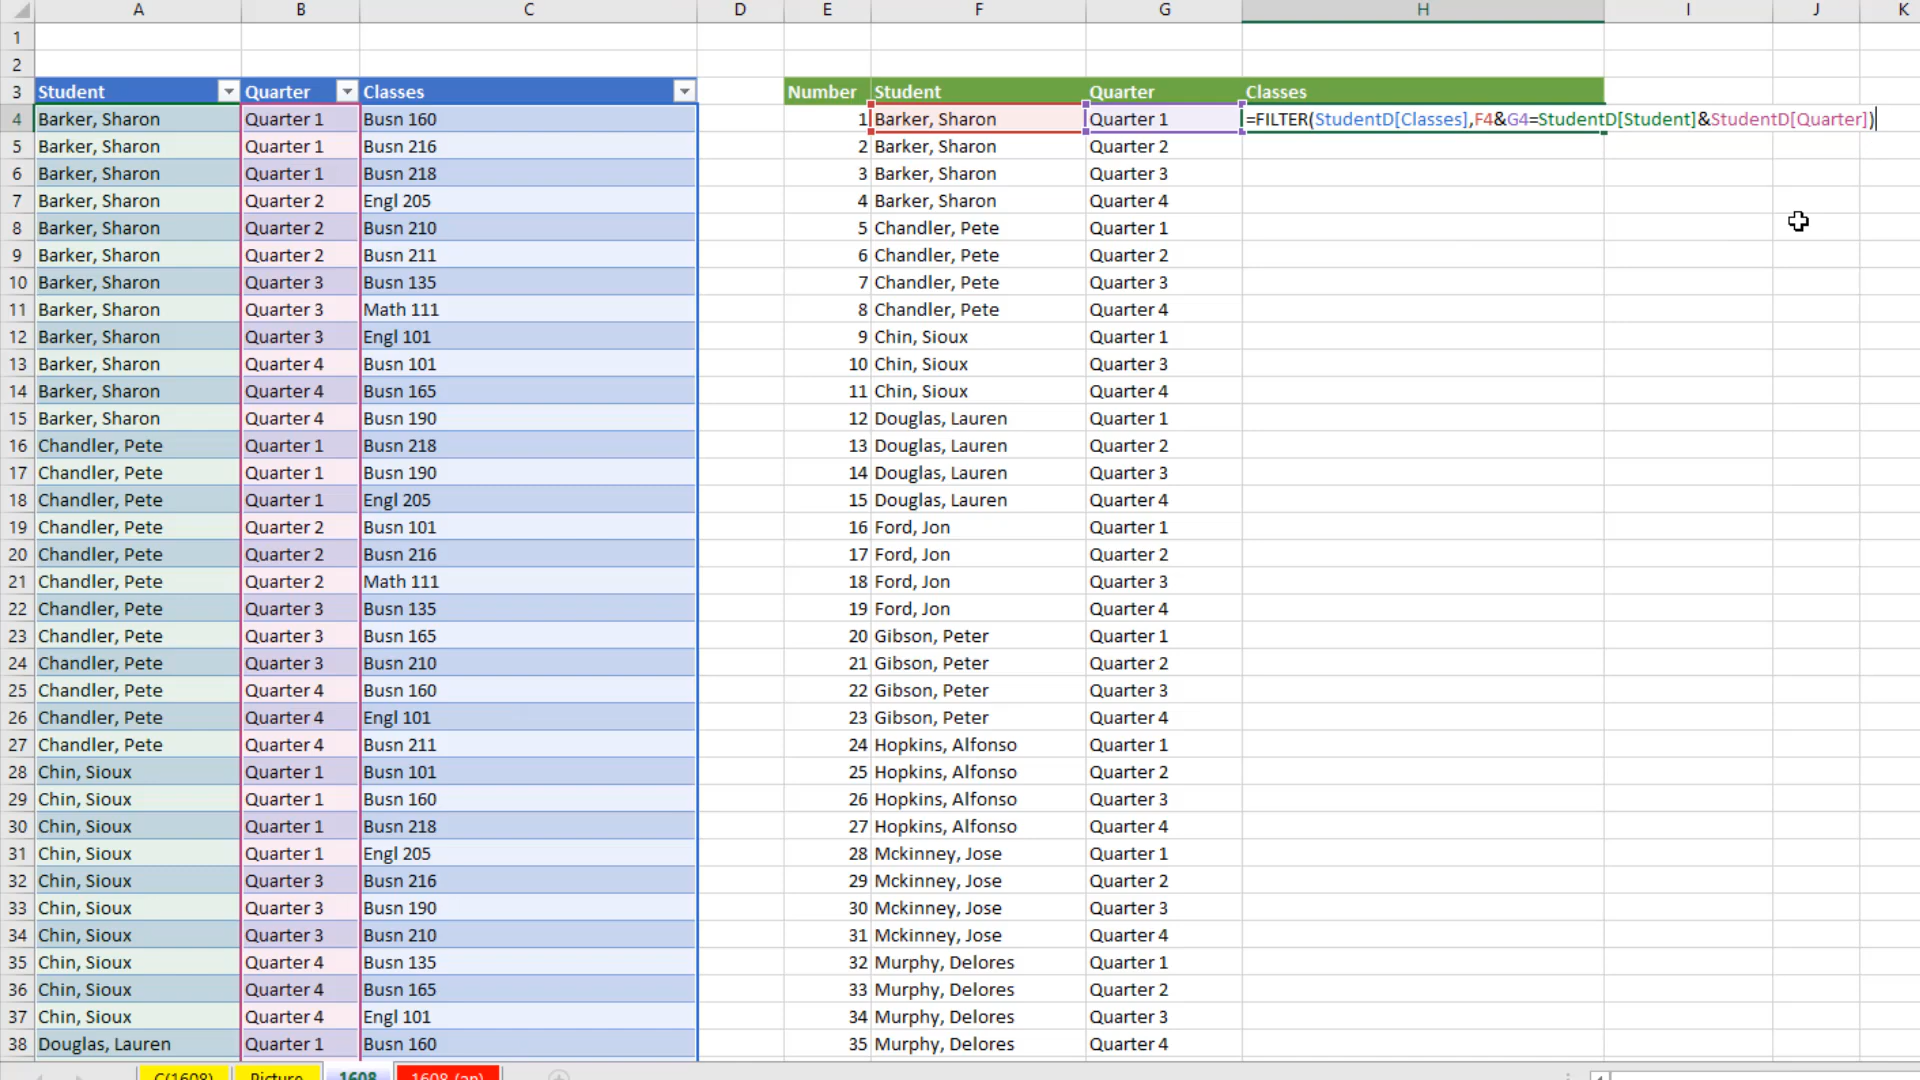 A B C D E F G H I J K
1
2
3 Student Quarter Classes Number Student Quarter Classes
4 Barker, Sharon Quarter 1 Busn 160 1 Barker, Sharon Quarter 1 =FILTER(StudentD[Classes],F4&G4=StudentD[Student]&StudentD[Quarter])
5 Barker, Sharon Quarter 1 Busn 216 2 Barker, Sharon Quarter 2
6 Barker, Sharon Quarter 1 Busn 218 3 Barker, Sharon Quarter 3
7 Barker, Sharon Quarter 2 Engl 205 4 Barker, Sharon Quarter 4
8 Barker, Sharon Quarter 2 Busn 210 5 Chandler, Pete Quarter 1
9 Barker, Sharon Quarter 2 Busn 211 6 Chandler, Pete Quarter 2
10 Barker, Sharon Quarter 3 Busn 135 7 Chandler, Pete Quarter 3
11 Barker, Sharon Quarter 3 Math 111 8 Chandler, Pete Quarter 4
12 Barker, Sharon Quarter 3 Engl 101 9 Chin, Sioux Quarter 1
13 Barker, Sharon Quarter 4 Busn 101 10 Chin, Sioux Quarter 3
14 Barker, Sharon Quarter 4 Busn 165 11 Chin, Sioux Quarter 4
15 Barker, Sharon Quarter 4 Busn 190 12 Douglas, Lauren Quarter 1
16 Chandler, Pete Quarter 1 Busn 218 13 Douglas, Lauren Quarter 2
17 Chandler, Pete Quarter 1 Busn 190 14 Douglas, Lauren Quarter 3
18 Chandler, Pete Quarter 1 Engl 205 15 Douglas, Lauren Quarter 4
19 Chandler, Pete Quarter 2 Busn 101 16 Ford, Jon Quarter 1
20 Chandler, Pete Quarter 2 Busn 216 17 Ford, Jon Quarter 2
21 Chandler, Pete Quarter 2 Math 111 18 Ford, Jon Quarter 3
22 Chandler, Pete Quarter 3 Busn 135 19 Ford, Jon Quarter 4
23 Chandler, Pete Quarter 3 Busn 165 20 Gibson, Peter Quarter 1
24 Chandler, Pete Quarter 3 Busn 210 21 Gibson, Peter Quarter 2
25 Chandler, Pete Quarter 4 Busn 160 22 Gibson, Peter Quarter 3
26 Chandler, Pete Quarter 4 Engl 101 23 Gibson, Peter Quarter 4
27 Chandler, Pete Quarter 4 Busn 211 24 Hopkins, Alfonso Quarter 1
28 Chin, Sioux Quarter 1 Busn 101 25 Hopkins, Alfonso Quarter 2
29 Chin, Sioux Quarter 1 Busn 160 26 Hopkins, Alfonso Quarter 3
30 Chin, Sioux Quarter 1 Busn 218 27 Hopkins, Alfonso Quarter 4
31 Chin, Sioux Quarter 1 Engl 205 28 Mckinney, Jose Quarter 1
32 Chin, Sioux Quarter 3 Busn 216 29 Mckinney, Jose Quarter 2
33 Chin, Sioux Quarter 3 Busn 190 30 Mckinney, Jose Quarter 3
34 Chin, Sioux Quarter 3 Busn 210 31 Mckinney, Jose Quarter 4
35 Chin, Sioux Quarter 4 Busn 135 32 Murphy, Delores Quarter 1
36 Chin, Sioux Quarter 4 Busn 165 33 Murphy, Delores Quarter 2
37 Chin, Sioux Quarter 4 Engl 101 34 Murphy, Delores Quarter 3
38 Douglas, Lauren Quarter 1 Busn 160 35 Murphy, Delores Quarter 4
C(1608) Picture 1608 1608 (an)